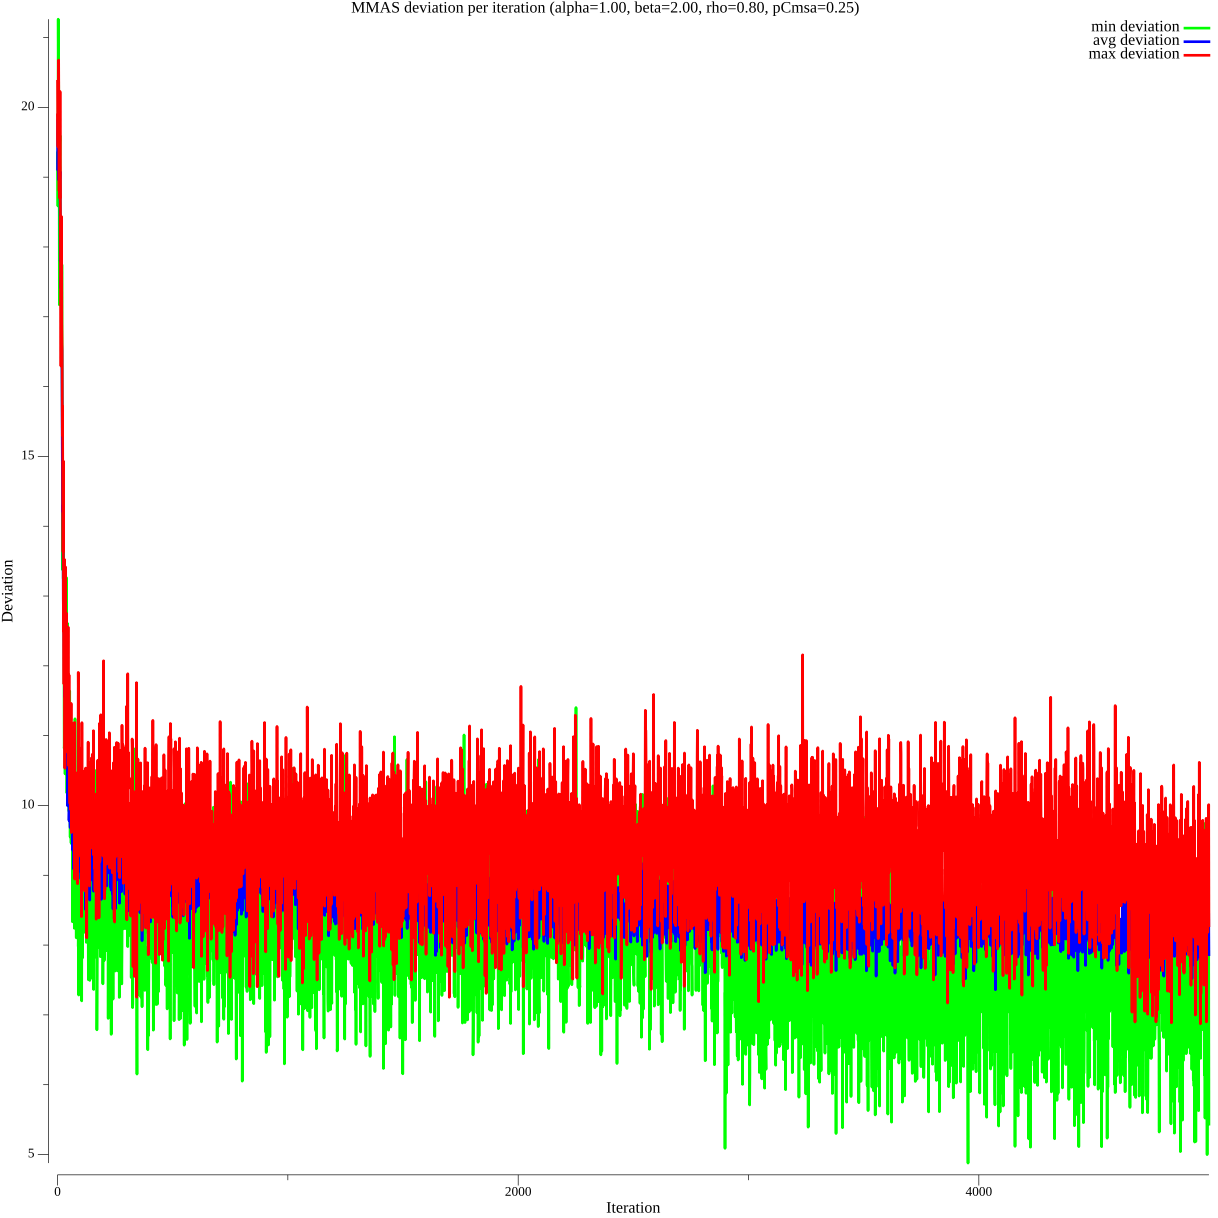 MMAS deviation per iteration (alpha=1.00, beta=2.00, rho=0.80, pCmsa=0.25)
min deviation
avg deviation
max deviation
20
15
10
5
Deviation
0
2000
4000
Iteration